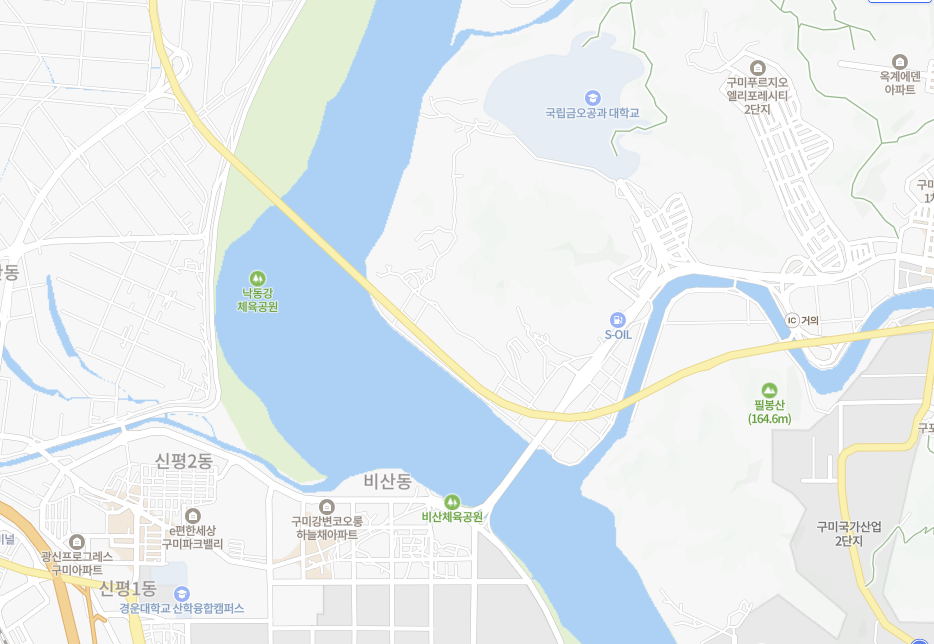 국립금오공과 대학교
구미푸르지오
엘리포레시티
2단지
옥계에덴
아파트
낙동강
체육공원
S-OIL
IC 거의
필봉산
(164.6m)
신평2동
비산동
비산체육공원
구미강변코오롱
하늘채아파트
e편한세상
구미파크밸리
광신프로그레스
구미아파트
신평1동
경운대학교 산학융합캠퍼스
구미국가산업
2단지